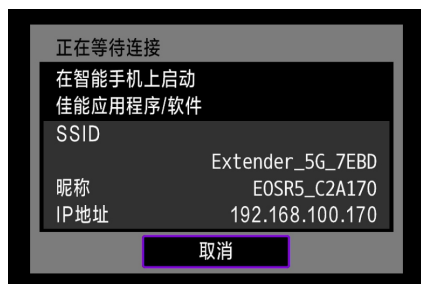 正在等待连接
在智能手机上启动
佳能应用程序/软件
SSID
Extender_5G_7EBD
昵称 EOSR5_C2A170
IP地址 192.168.100.170
取消